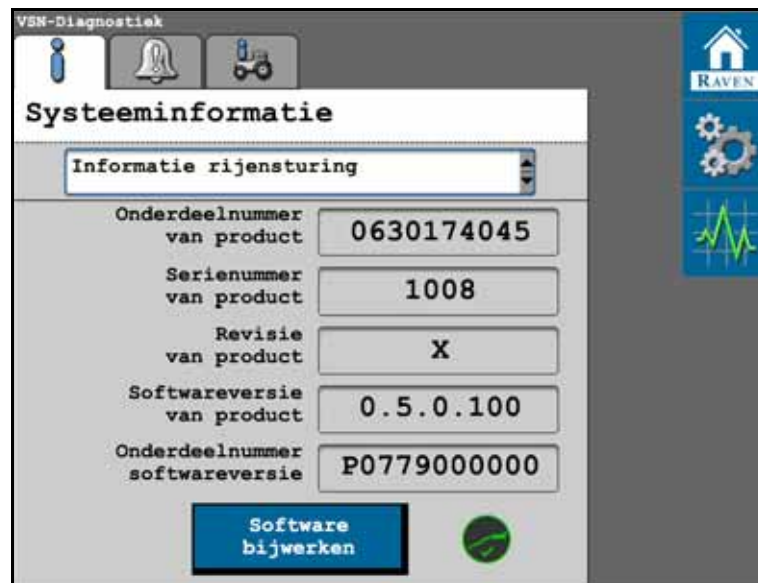 VSN-Diagnostiek
RAVEN
Systeeminformatie
Informatie rijensturing
Onderdeelnummer
van product
0630174045
Serienummer
van product
1008
Revisie
van product
X
Softwareversie
van product
0.5.0.100
Onderdeelnummer
softwareversie
P0779000000
Software
bijwerken